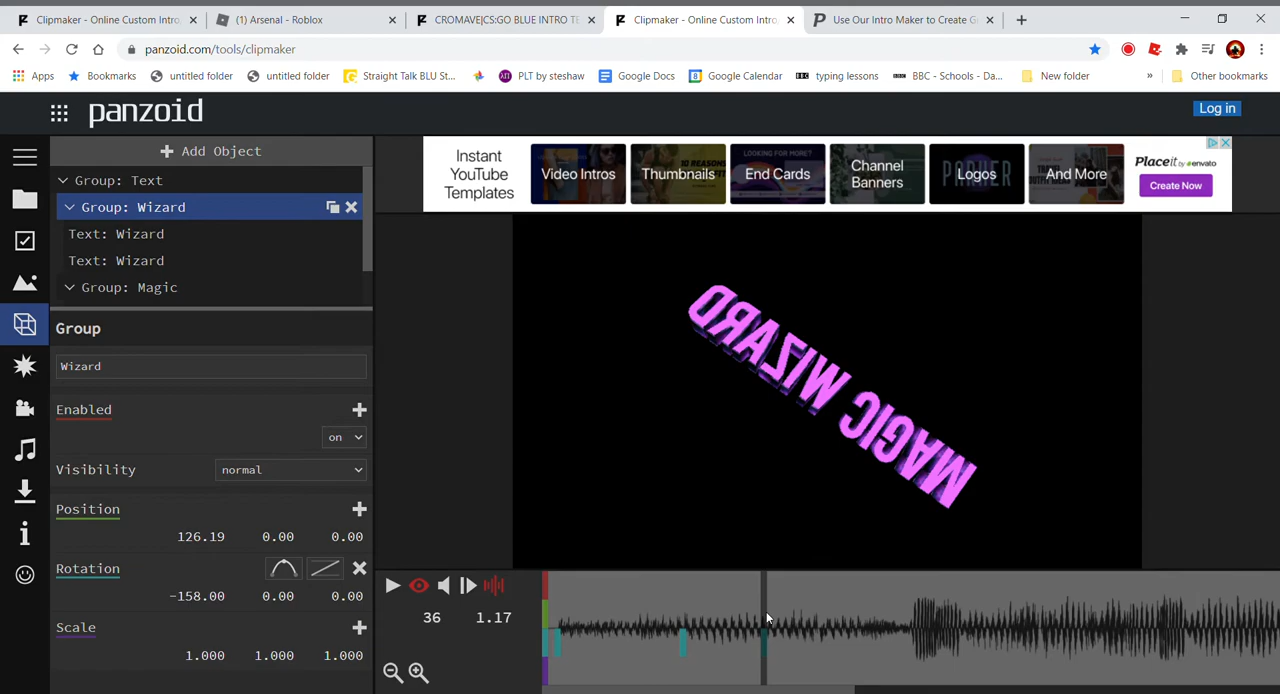 Clipmaker - Online Custom Intro
(1) Arsenal - Roblox
CROMAVE|CS:GO BLUE INTRO TE
Clipmaker - Online Custom Intro
Use Our Intro Maker to Create G
panzoid.com/tools/clipmaker
Apps
Bookmarks
untitled folder
untitled folder
Straight Talk BLU St...
PLT by steshaw
Google Docs
Google Calendar
typing lessons
BBC - Schools - Da...
New folder
»
Other bookmarks
panzoid
Log in
+ Add Object
Group: Text
Group: Wizard
Text: Wizard
Text: Wizard
Group: Magic
Group
Wizard
Enabled
on
Visibility
normal
Position
126.19 0.00 0.00
Rotation
-158.00 0.00 0.00
Scale
1.000 1.000 1.000
Instant
YouTube
Templates
Video Intros
Thumbnails
End Cards
Channel
Banners
PARKER
Logos
And More
Placeit by envato
Create Now
MAGIC WIZARD
36 1.17